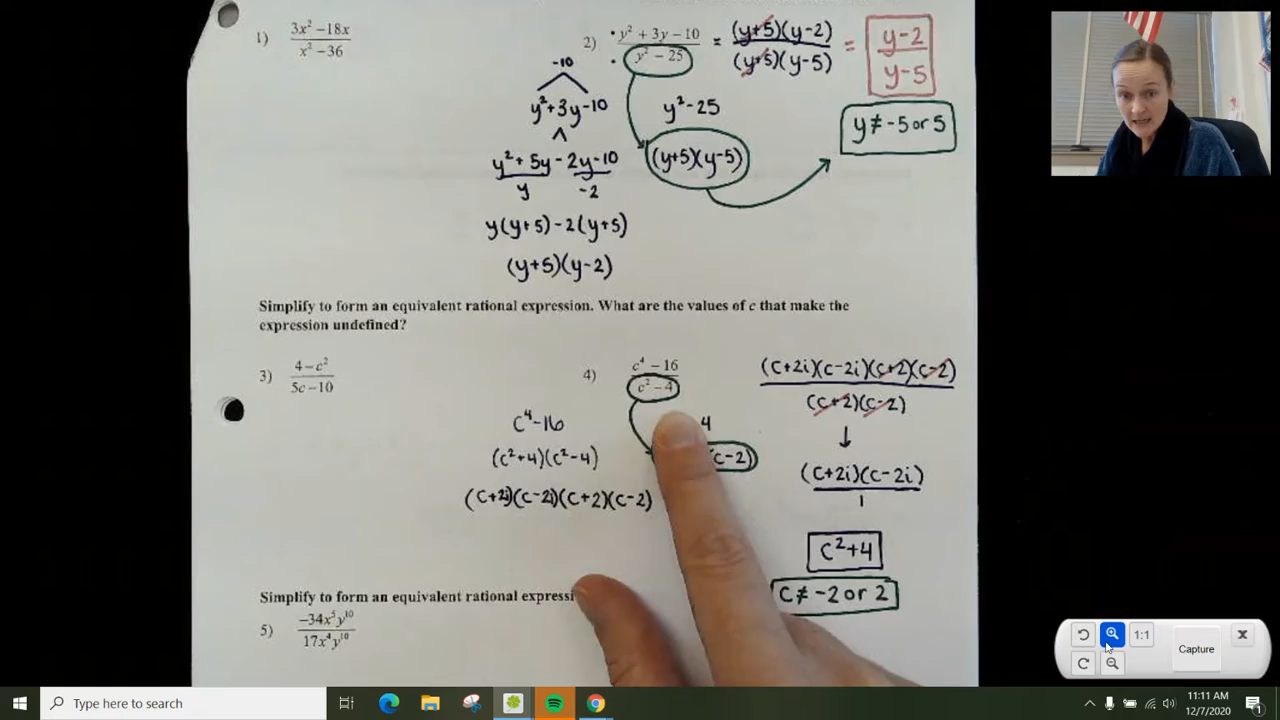 1) 3x² −18x
x² −36
2) • y² + 3y −10 = (y+5)(y-2) = y-2
• y² − 25 (y+5)(y-5) y-5
-10
y²+3y-10
y²-25
y ≠ -5 or 5
y² + 5y - 2y - 10
y -2
(y+5)(y-5)
y(y+5) - 2(y+5)
(y+5)(y-2)
Simplify to form an equivalent rational expression. What are the values of c that make the
expression undefined?
3) 4 − c²
5c −10
4) c⁴ −16
c² − 4
(c+2i)(c-2i)(c+2)(c-2)
(c+2)(c-2)
c⁴-16
4
(c²+4)(c²-4)
(c-2)
(c+2i)(c-2i)
1
(c+2i)(c-2i)(c+2)(c-2)
c²+4
c ≠ -2 or 2
Simplify to form an equivalent rational expressi
5) −34x⁵y¹⁰
17x⁴y¹⁰
1:1
Capture
Type here to search
11:11 AM
12/7/2020
1